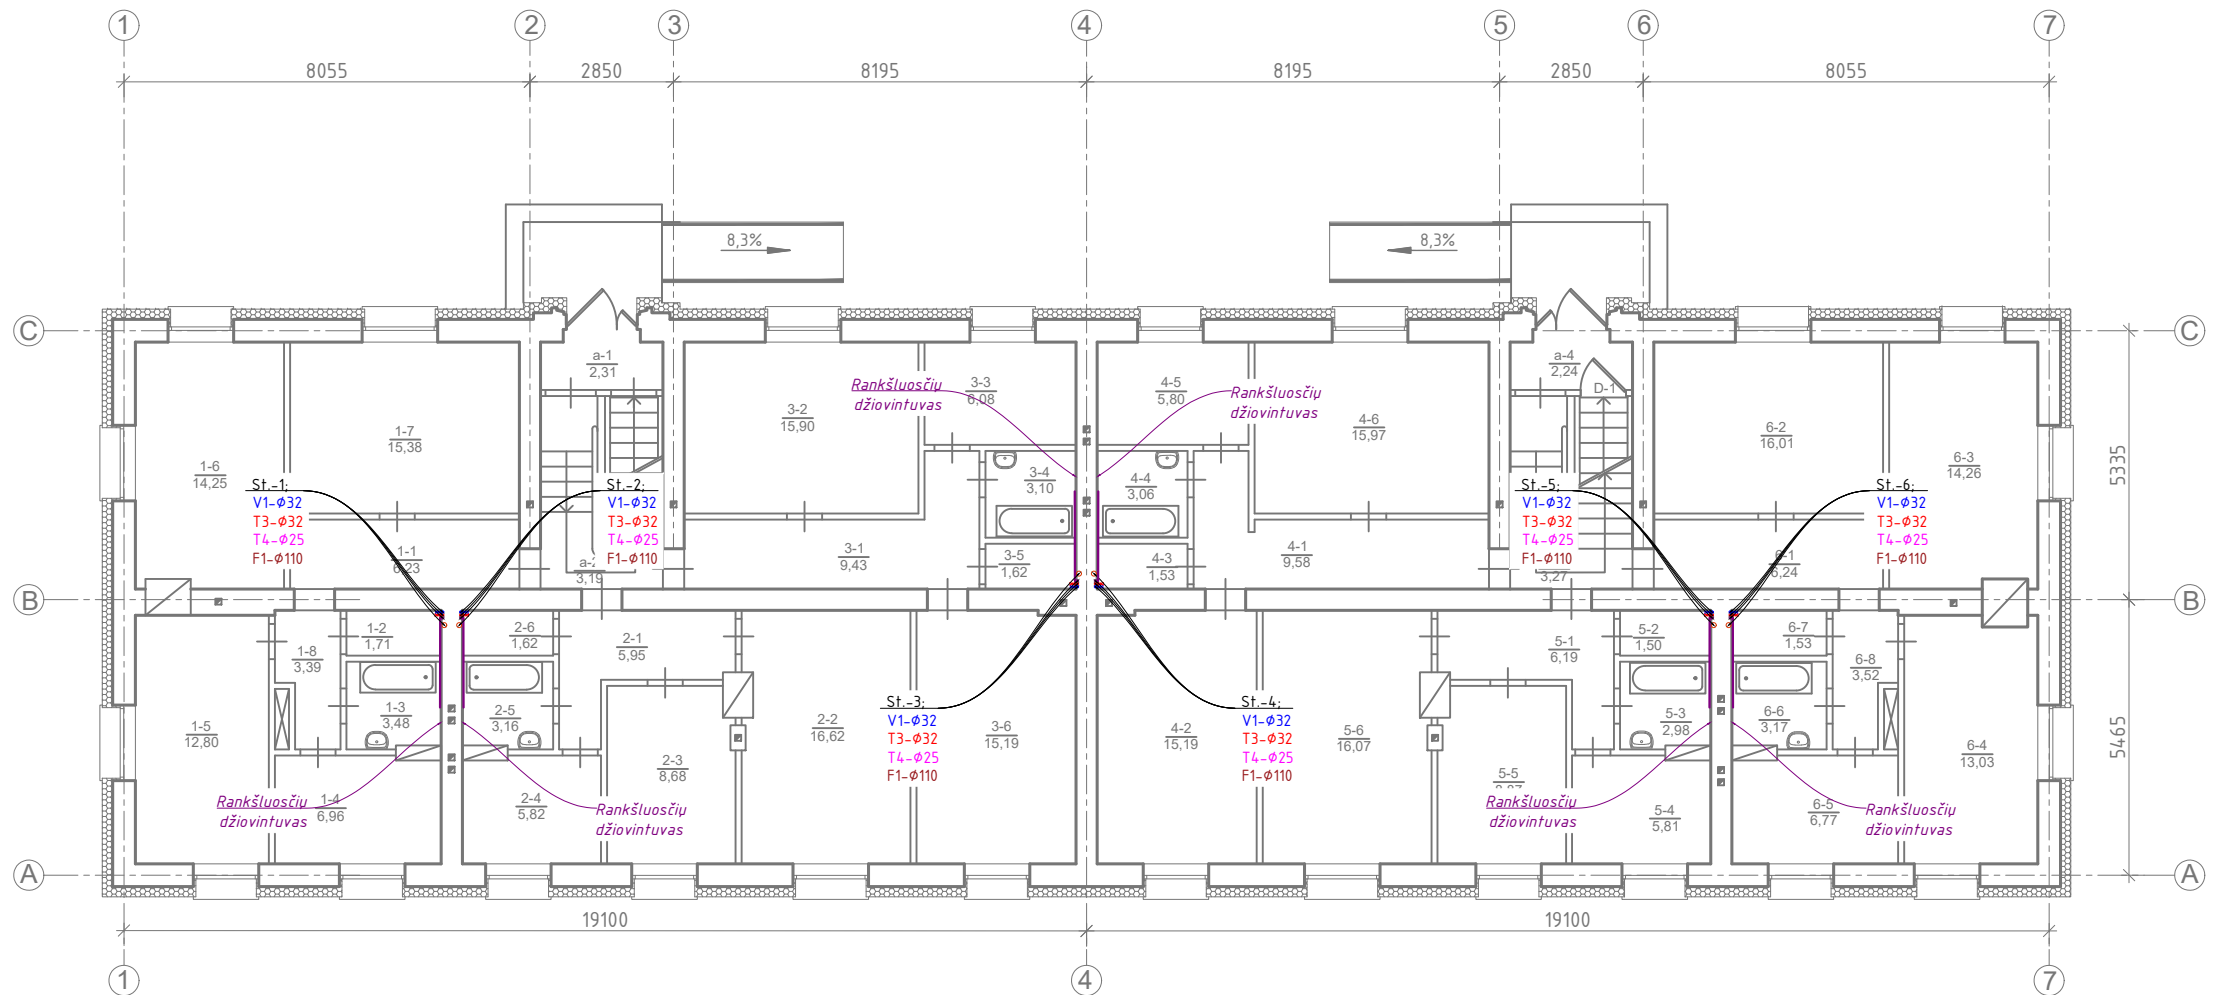 1 2 3 4 5 6 7
8055 2850 8195 8195 2850 8055
8,3% 8,3%
C C
a-1
2,31
a-4
2,24
D-1
Rankšluosčių
džiovintuvas
3-3
6,08
4-5
5,80
Rankšluosčių
džiovintuvas
1-7
15,38
3-2
15,90
4-6
15,97
6-2
16,01
1-6
14,25
6-3
14,26
5335
3-4
3,10
4-4
3,06
St.-1;
V1-Ø32
T3-Ø32
T4-Ø25
F1-Ø110
St.-2;
V1-Ø32
T3-Ø32
T4-Ø25
F1-Ø110
St.-5;
V1-Ø32
T3-Ø32
T4-Ø25
F1-Ø110
St.-6;
V1-Ø32
T3-Ø32
T4-Ø25
F1-Ø110
1-1
6,23
3,19
3-1
9,43
3-5
1,62
4-3
1,53
4-1
9,58
3,27
6-1
6,24
B B
1-8
3,39
1-2
1,71
2-6
1,62
2-1
5,95
5-1
6,19
5-2
1,50
6-7
1,53
6-8
3,52
1-5
12,80
1-3
3,48
2-5
3,16
2-2
16,62
St.-3;
V1-Ø32
T3-Ø32
T4-Ø25
F1-Ø110
3-6
15,19
4-2
15,19
St.-4;
V1-Ø32
T3-Ø32
T4-Ø25
F1-Ø110
5-6
16,07
5-3
2,98
6-6
3,17
6-4
13,03
5465
2-3
8,68
5-5
8,87
Rankšluosčių
džiovintuvas
1-4
6,96
2-4
5,82
Rankšluosčių
džiovintuvas
Rankšluosčių
džiovintuvas
5-4
5,81
6-5
6,77
Rankšluosčių
džiovintuvas
A A
19100 19100
1 4 7